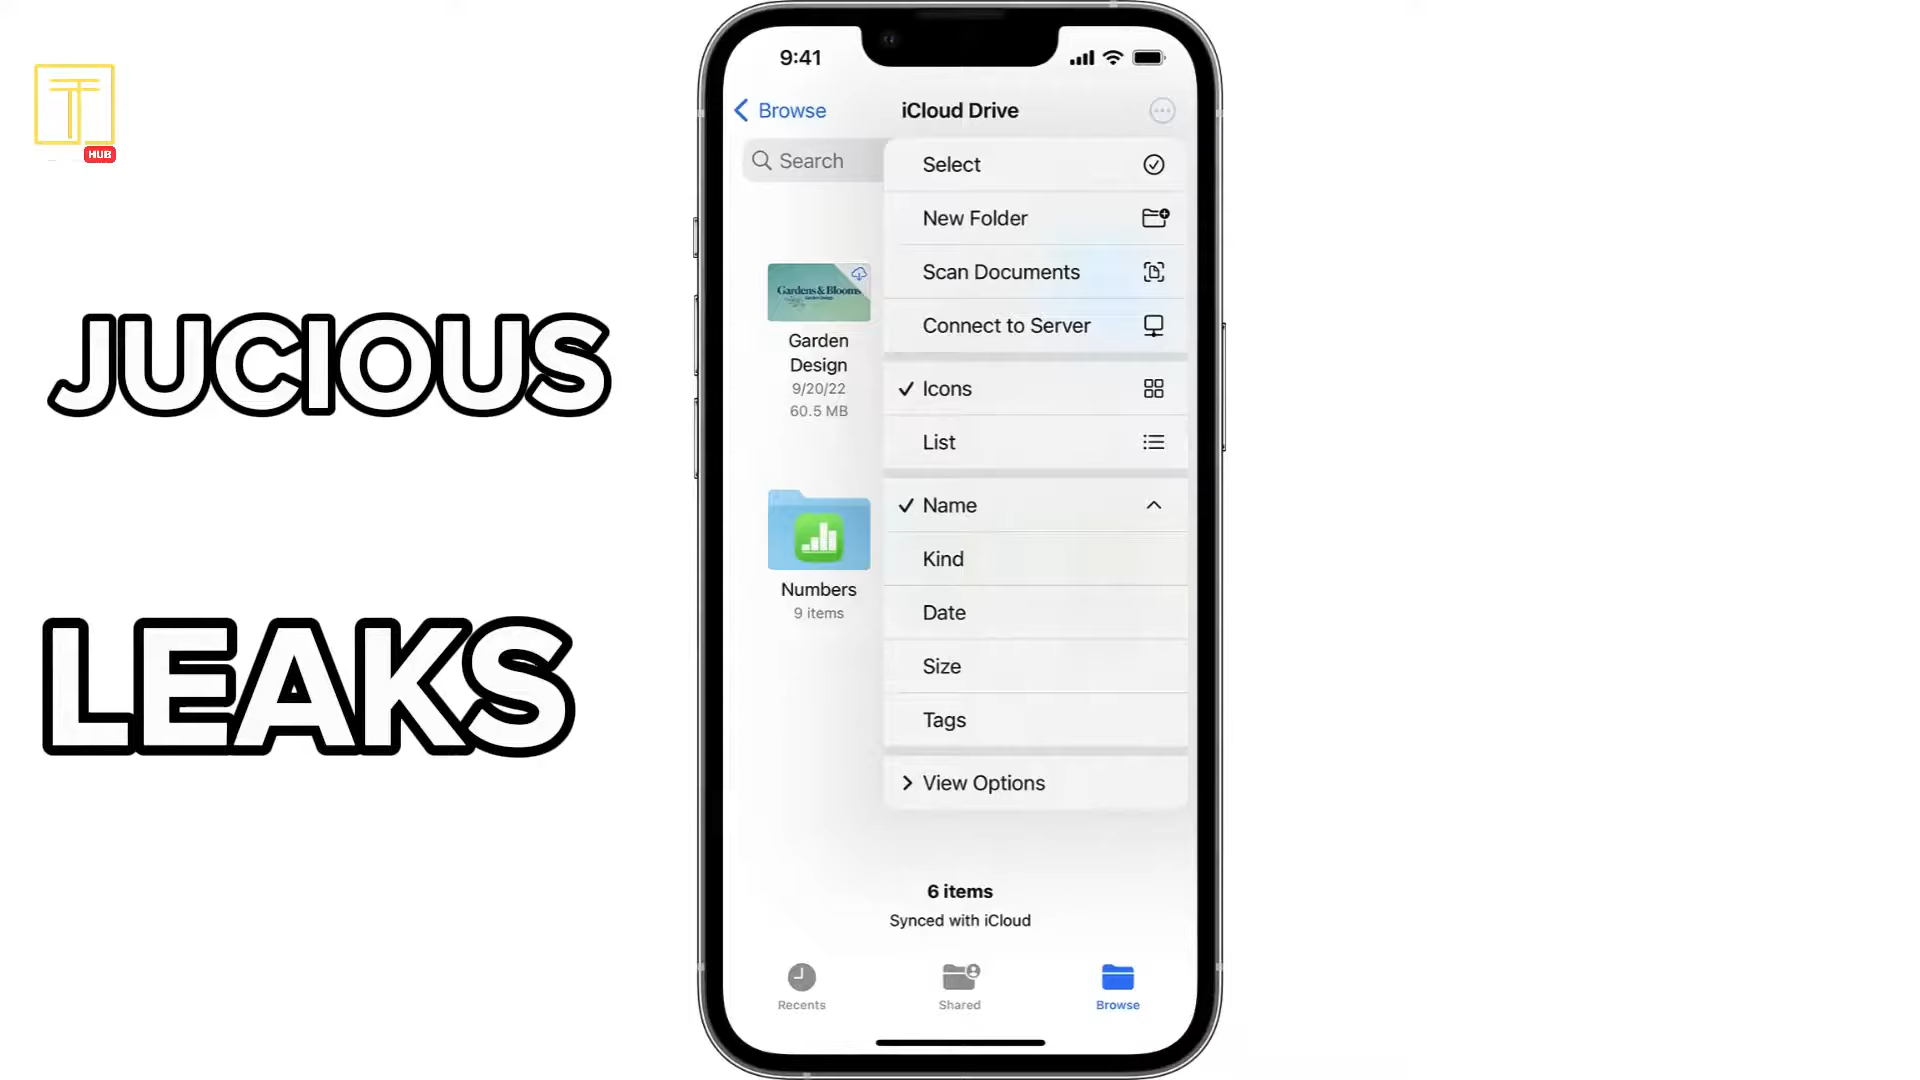 9:41
HUB
Browse
iCloud Drive
Search
Select
New Folder
Scan Documents
Connect to Server
Icons
List
Name
Kind
Date
Size
Tags
View Options
Gardens & Blooms
Garden Design
Garden
Design
9/20/22
60.5 MB
Numbers
9 items
JUCIOUS
LEAKS
6 items
Synced with iCloud
Recents
Shared
Browse